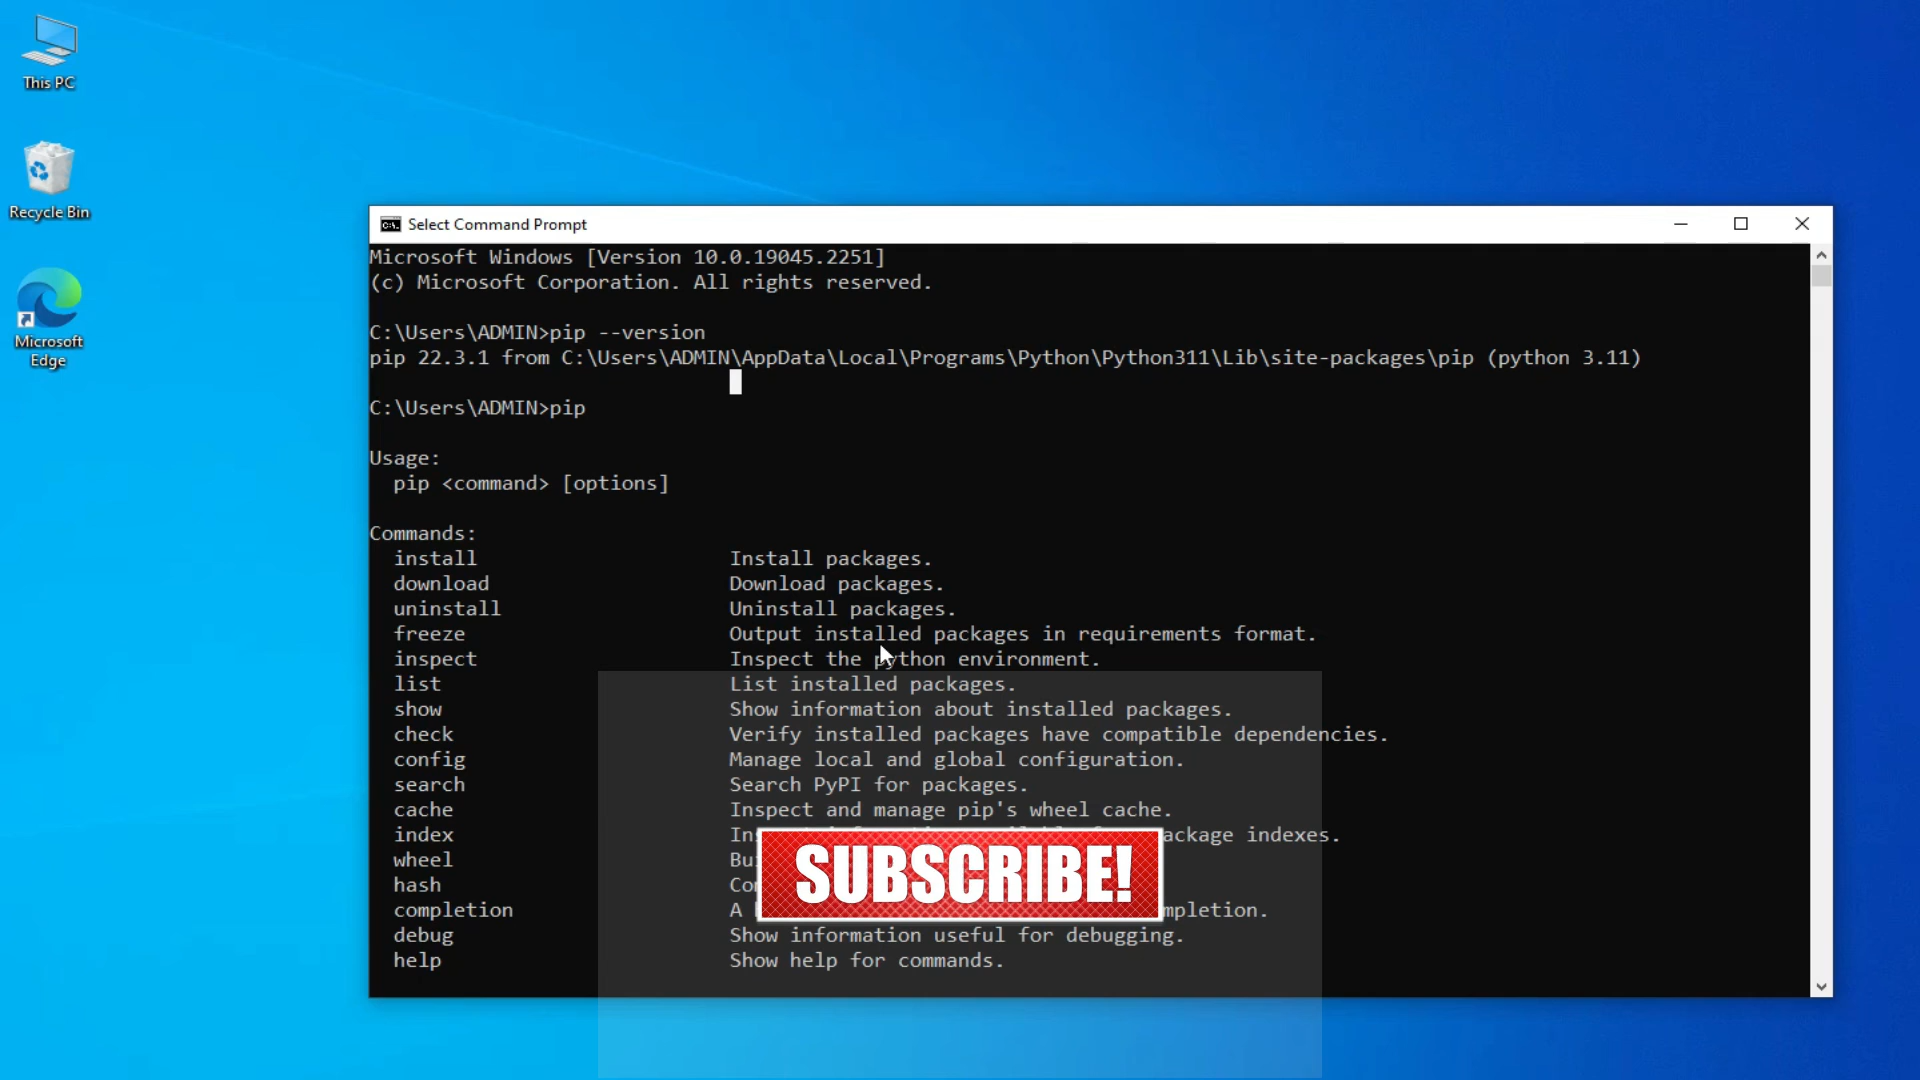 This PC
Recycle Bin
Microsoft
Edge
Select Command Prompt
Microsoft Windows [Version 10.0.19045.2251]
(c) Microsoft Corporation. All rights reserved.
C:\Users\ADMIN>pip --version
pip 22.3.1 from C:\Users\ADMIN\AppData\Local\Programs\Python\Python311\Lib\site-packages\pip (python 3.11)
C:\Users\ADMIN>pip
Usage:
pip <command> [options]
Commands:
install Install packages.
download Download packages.
uninstall Uninstall packages.
freeze Output installed packages in requirements format.
inspect Inspect the python environment.
list List installed packages.
show Show information about installed packages.
check Verify installed packages have compatible dependencies.
config Manage local and global configuration.
search Search PyPI for packages.
cache Inspect and manage pip's wheel cache.
index indexes.
wheel
hash
completion A
debug Show information useful for debugging.
help Show help for commands.
SUBSCRIBE!